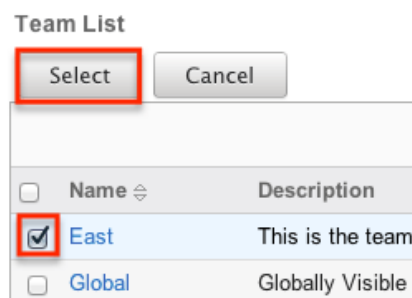 Team List
Select Cancel
Name Description
East This is the team
Global Globally Visible